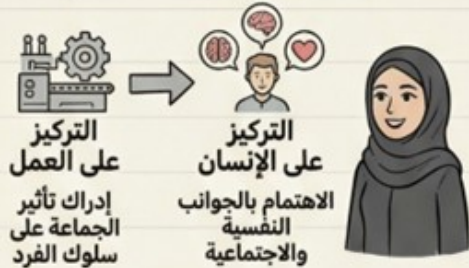 التركيز
على العمل
إدراك تأثير
الجماعة على
سلوك الفرد
التركيز
على الإنسان
الاهتمام بالجوانب
النفسية
والاجتماعية